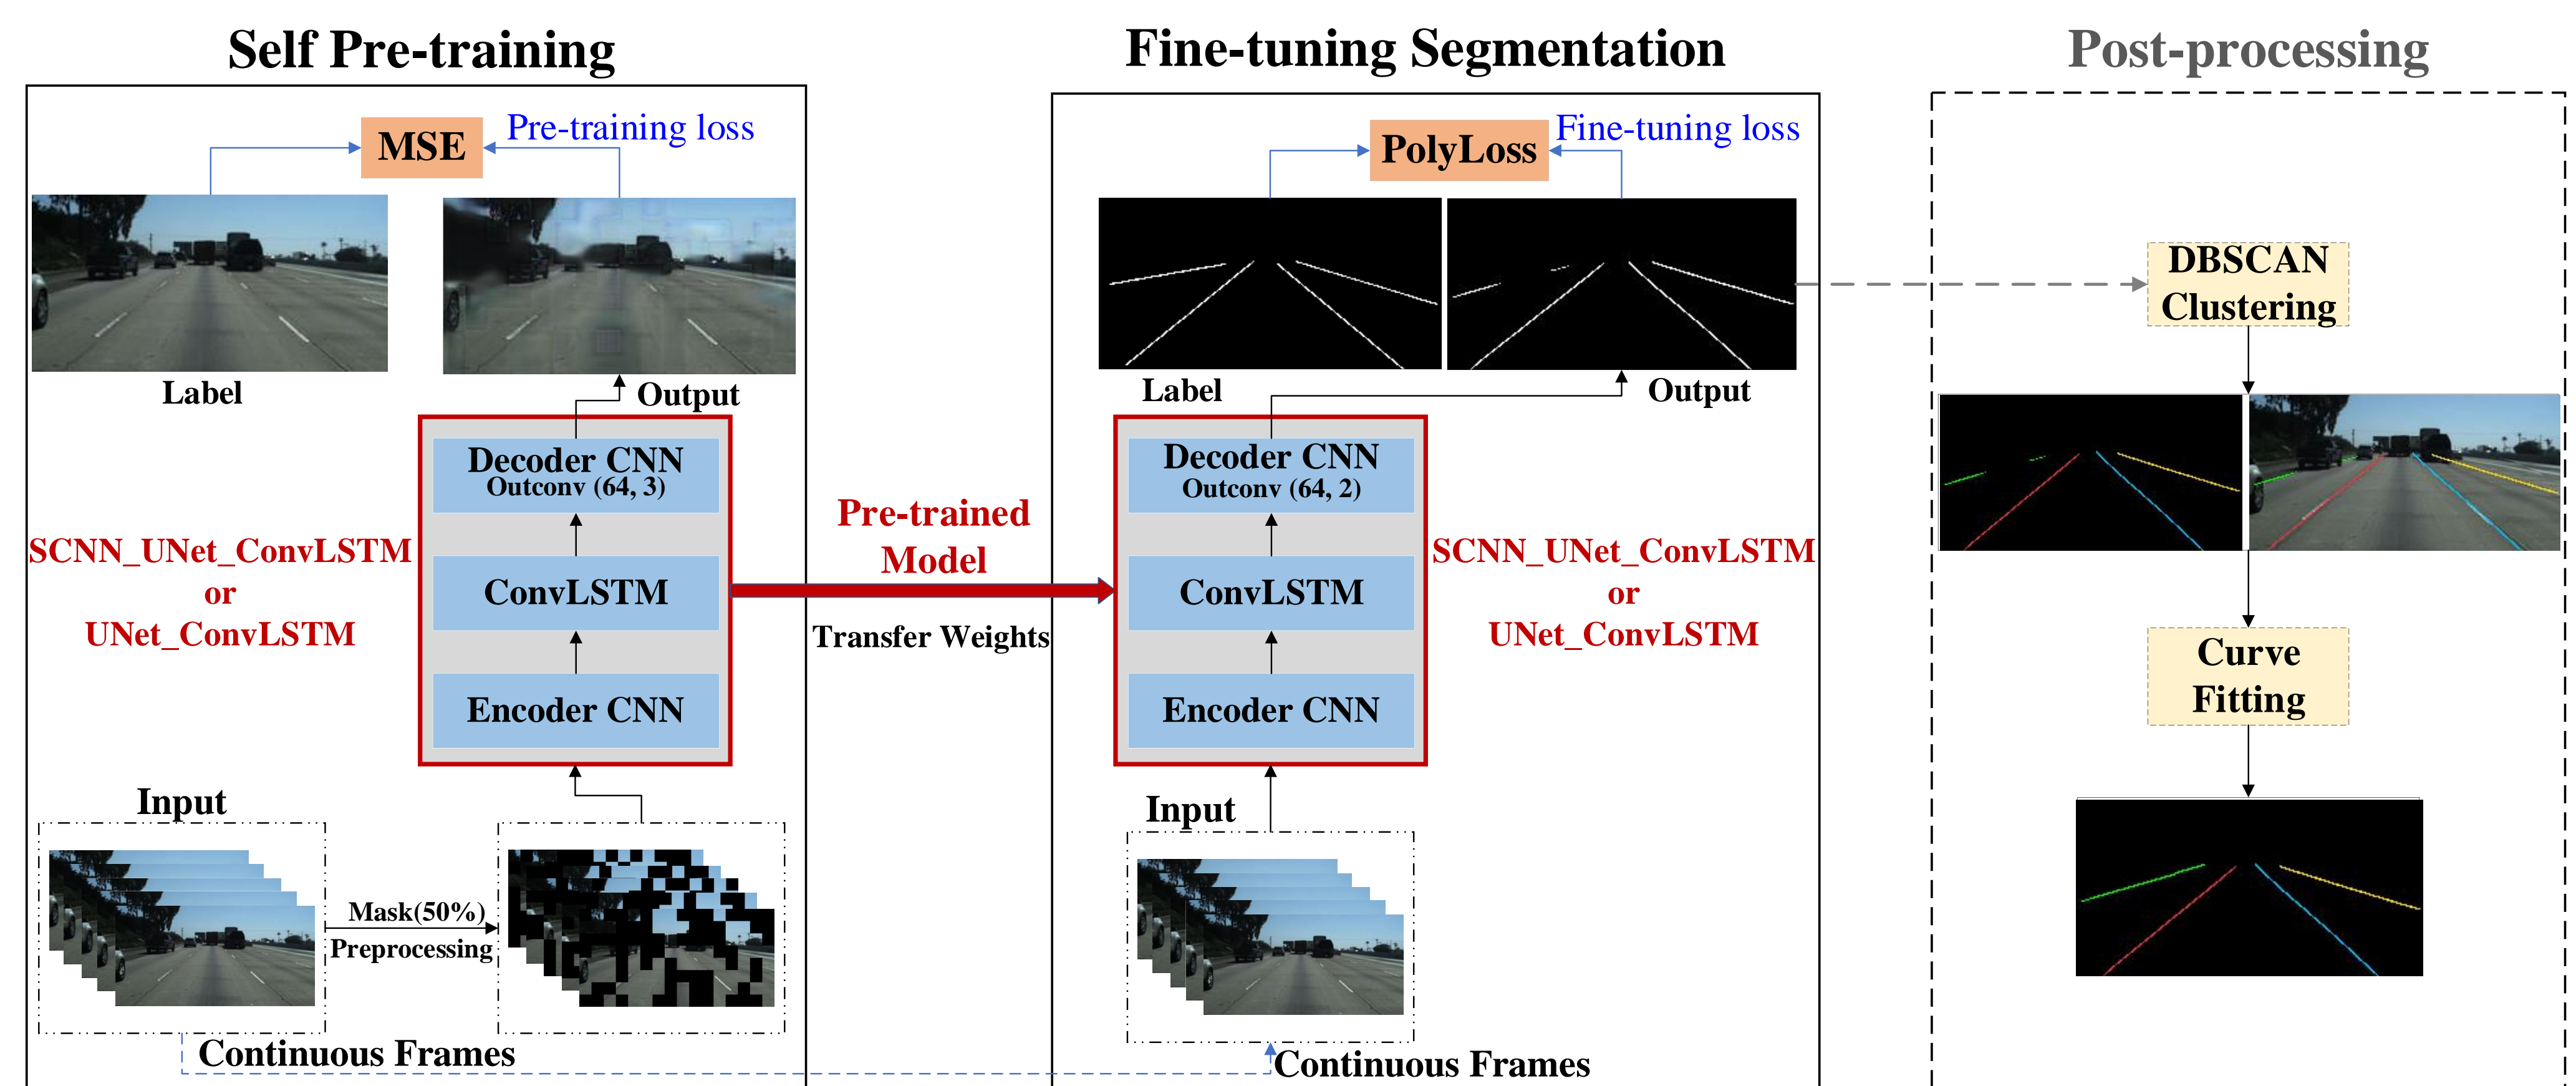 Self Pre-training
MSE
Pre-training loss
Label
Output
Decoder CNN
Outconv (64, 3)
ConvLSTM
Encoder CNN
SCNN_UNet_ConvLSTM
or
UNet_ConvLSTM
Input
Mask(50%)
Preprocessing
Continuous Frames
Pre-trained
Model
Transfer Weights
Fine-tuning Segmentation
PolyLoss
Fine-tuning loss
Label
Output
Decoder CNN
Outconv (64, 2)
ConvLSTM
Encoder CNN
SCNN_UNet_ConvLSTM
or
UNet_ConvLSTM
Input
Continuous Frames
Post-processing
DBSCAN
Clustering
Curve
Fitting